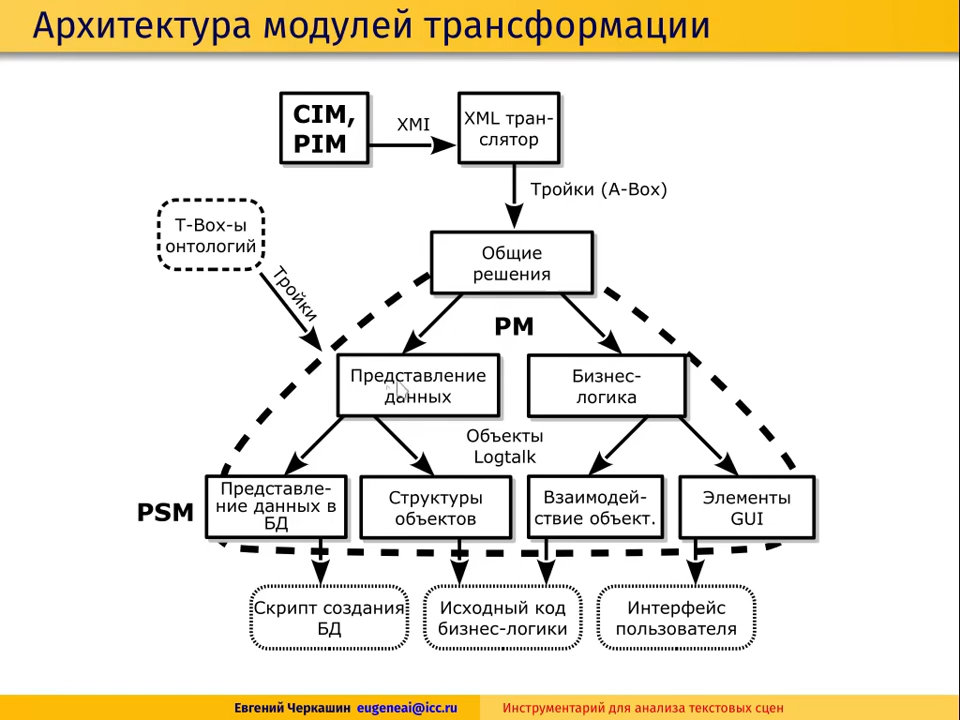 Архитектура модулей трансформации
CIM,
PIM
XMI
XML тран-
слятор
Тройки (A-Box)
T-Box-ы
онтологий
Тройки
Общие
решения
PM
Представление
данных
Бизнес-
логика
Объекты
Logtalk
PSM
Представле-
ние данных в
БД
Структуры
объектов
Взаимодей-
ствие объект.
Элементы
GUI
Скрипт создания
БД
Исходный код
бизнес-логики
Интерфейс
пользователя
Евгений Черкашин eugeneai@icc.ru
Инструментарий для анализа текстовых сцен